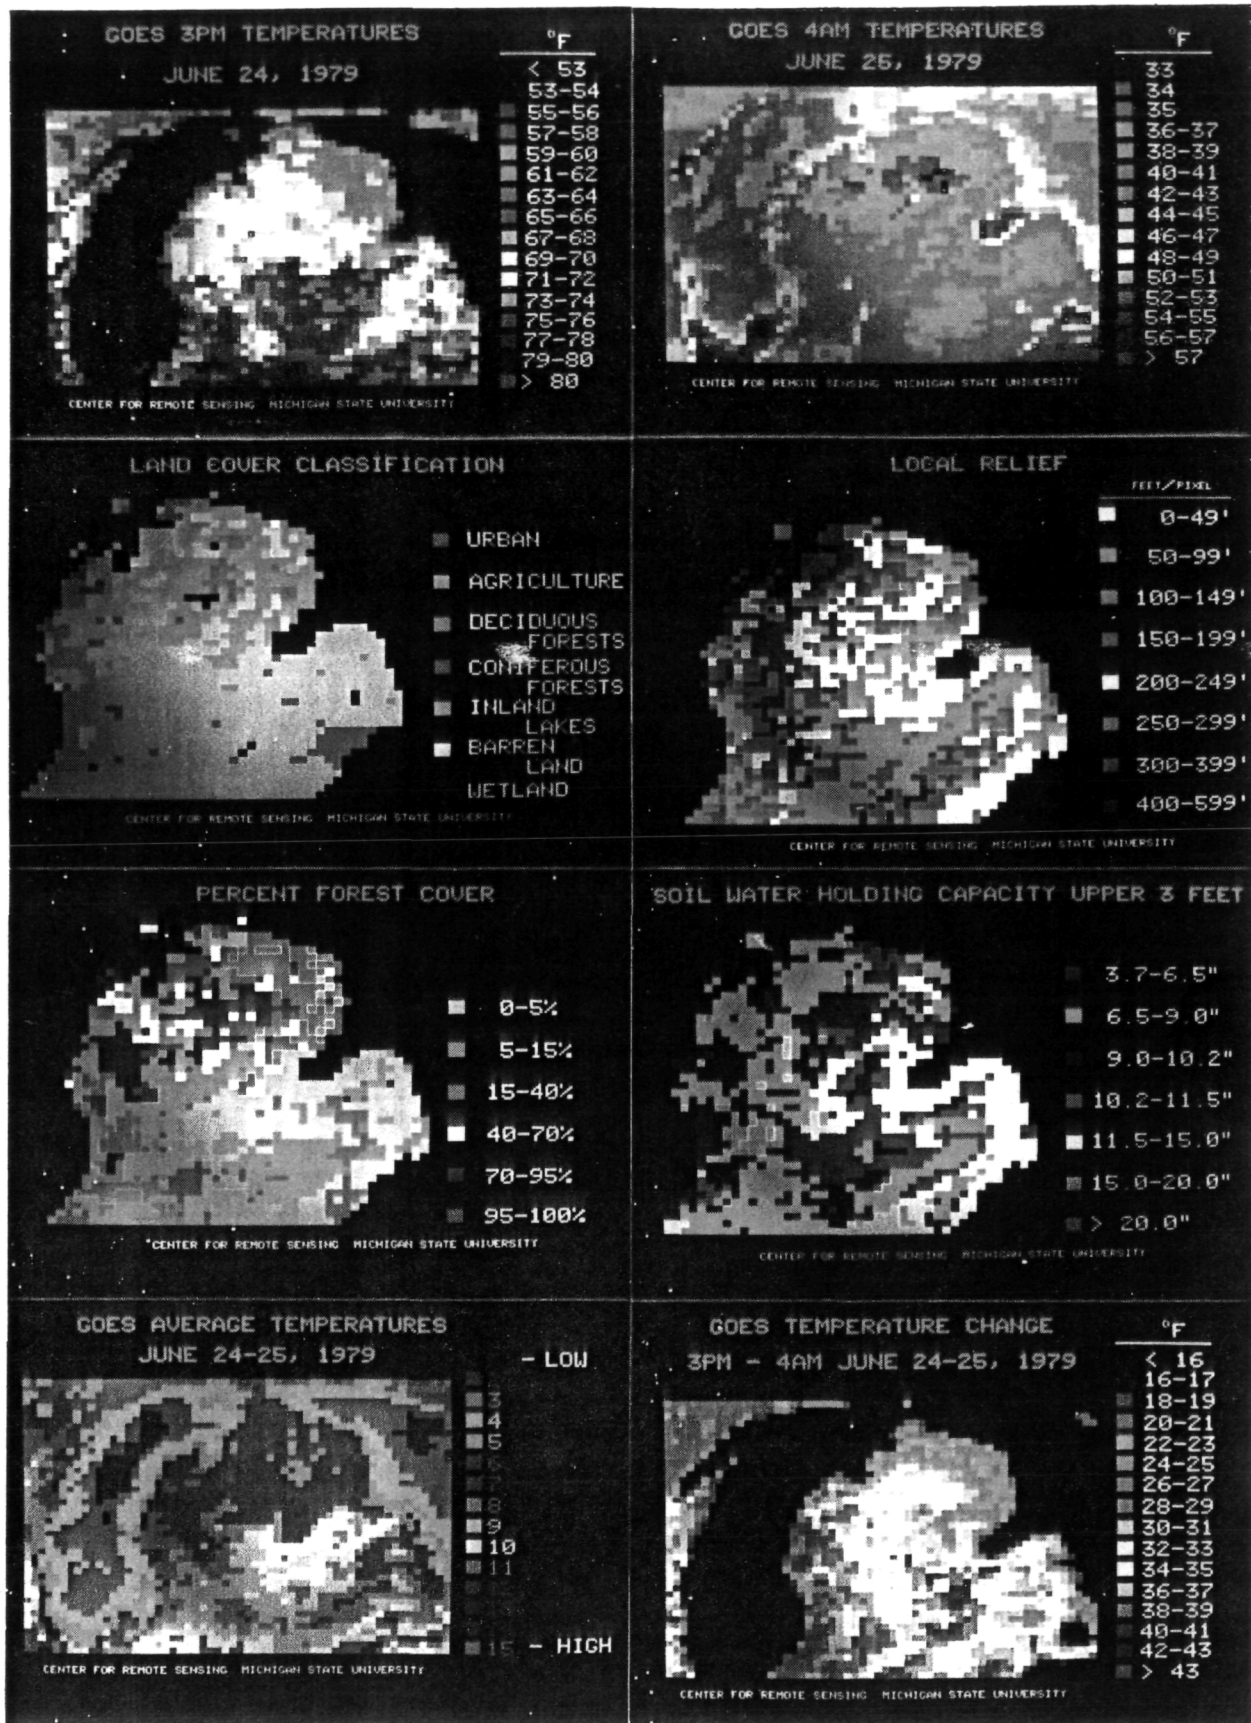 GOES 3PM TEMPERATURES
JUNE 24, 1979
°F
< 53
53-54
55-56
57-58
59-60
61-62
63-64
65-66
67-68
69-70
71-72
73-74
75-76
77-78
79-80
> 80
CENTER FOR REMOTE SENSING MICHIGAN STATE UNIVERSITY
GOES 4AM TEMPERATURES
JUNE 25, 1979
°F
33
34
35
36-37
38-39
40-41
42-43
44-45
46-47
48-49
50-51
52-53
54-55
56-57
> 57
CENTER FOR REMOTE SENSING MICHIGAN STATE UNIVERSITY
LAND COVER CLASSIFICATION
URBAN
AGRICULTURE
DECIDUOUS
FORESTS
CONIFEROUS
FORESTS
INLAND
LAKES
BARREN
LAND
WETLAND
CENTER FOR REMOTE SENSING MICHIGAN STATE UNIVERSITY
LOCAL RELIEF
FEET/PIXEL
0-49'
50-99'
100-149'
150-199'
200-249'
250-299'
300-399'
400-599'
CENTER FOR REMOTE SENSING MICHIGAN STATE UNIVERSITY
PERCENT FOREST COVER
0-5%
5-15%
15-40%
40-70%
70-95%
95-100%
CENTER FOR REMOTE SENSING MICHIGAN STATE UNIVERSITY
SOIL WATER HOLDING CAPACITY UPPER 3 FEET
3.7-6.5"
6.5-9.0"
9.0-10.2"
10.2-11.5"
11.5-15.0"
15.0-20.0"
> 20.0"
CENTER FOR REMOTE SENSING MICHIGAN STATE UNIVERSITY
GOES AVERAGE TEMPERATURES
JUNE 24-25, 1979
- LOW
3
4
5
8
9
10
11
15 - HIGH
CENTER FOR REMOTE SENSING MICHIGAN STATE UNIVERSITY
GOES TEMPERATURE CHANGE
3PM - 4AM JUNE 24-25, 1979
°F
< 16
16-17
18-19
20-21
22-23
24-25
26-27
28-29
30-31
32-33
34-35
36-37
38-39
40-41
42-43
> 43
CENTER FOR REMOTE SENSING MICHIGAN STATE UNIVERSITY